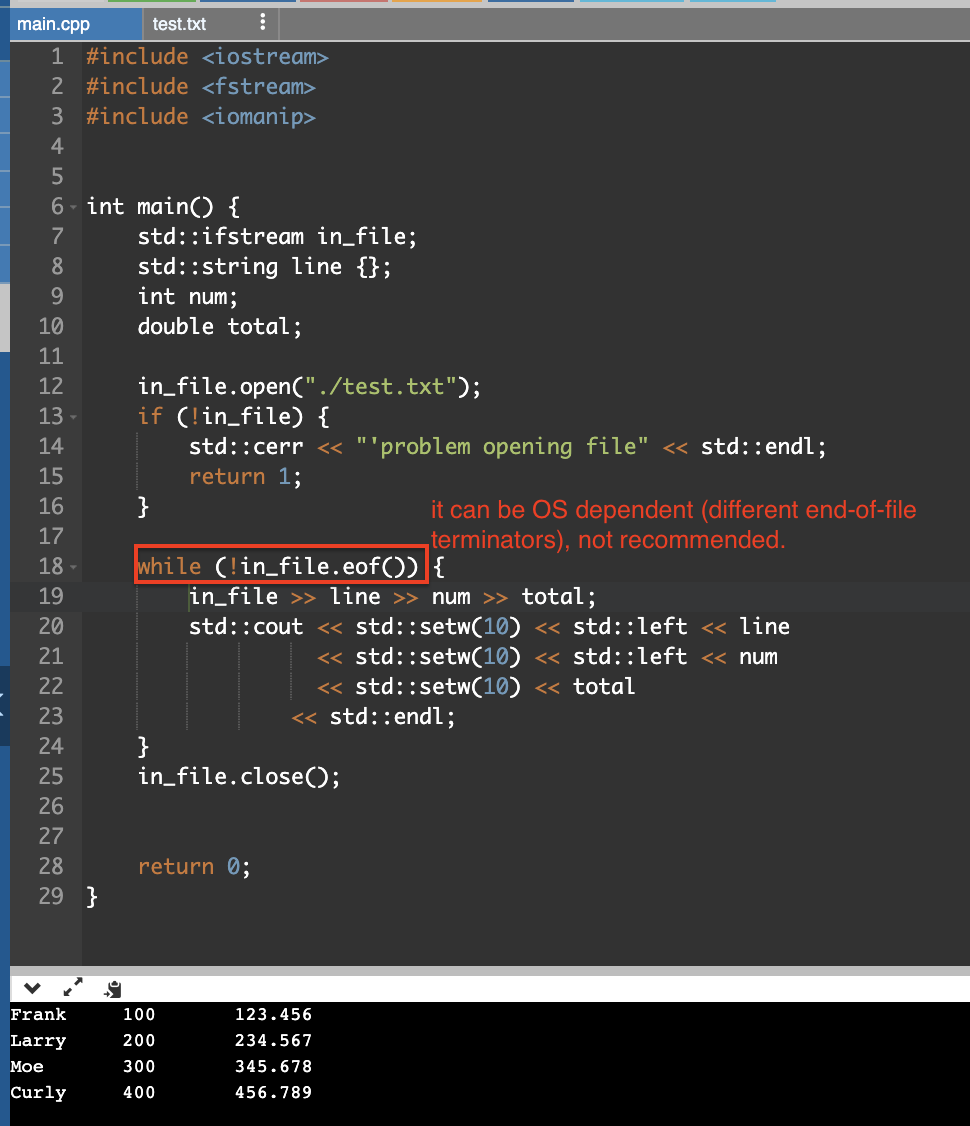 main.cpp
test.txt
1 #include <iostream>
2 #include <fstream>
3 #include <iomanip>
4
5
6 int main() {
7     std::ifstream in_file;
8     std::string line {};
9     int num;
10     double total;
11
12     in_file.open("./test.txt");
13     if (!in_file) {
14         std::cerr << "'problem opening file" << std::endl;
15         return 1;
16     }
it can be OS dependent (different end-of-file
17
terminators), not recommended.
18     while (!in_file.eof()) {
19         in_file >> line >> num >> total;
20         std::cout << std::setw(10) << std::left << line
21                   << std::setw(10) << std::left << num
22                   << std::setw(10) << total
23                 << std::endl;
24     }
25     in_file.close();
26
27
28     return 0;
29 }
Frank     100       123.456
Larry     200       234.567
Moe       300       345.678
Curly     400       456.789